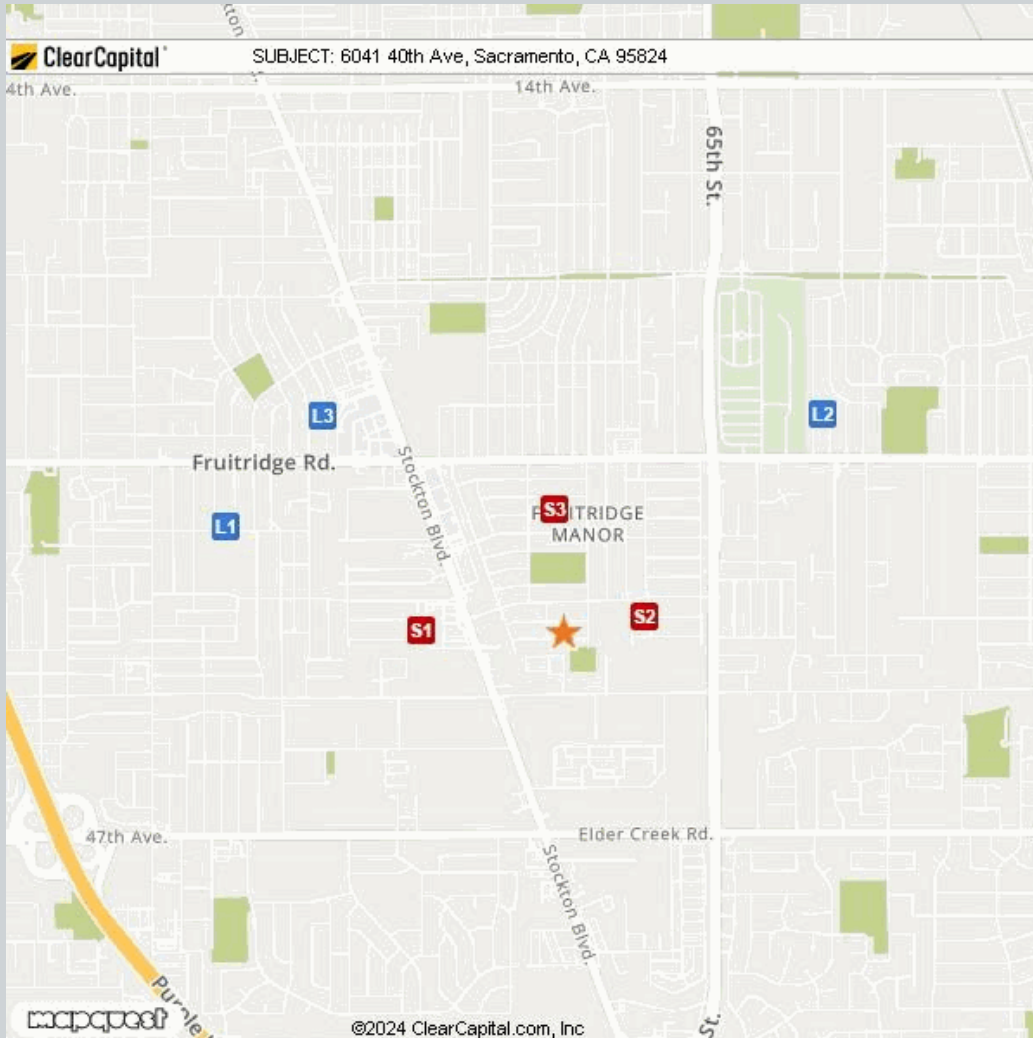 ton
ClearCapital
SUBJECT: 6041 40th Ave, Sacramento, CA 95824
4th Ave.
14th Ave.
65th St.
L3
L2
Fruitridge Rd.
Stockton Blvd.
L1
S3
ITRIDGE
MANOR
S1
S2
47th Ave.
Elder Creek Rd.
Stockton Blvd.
mapquest
©2024 ClearCapital.com, Inc
St.